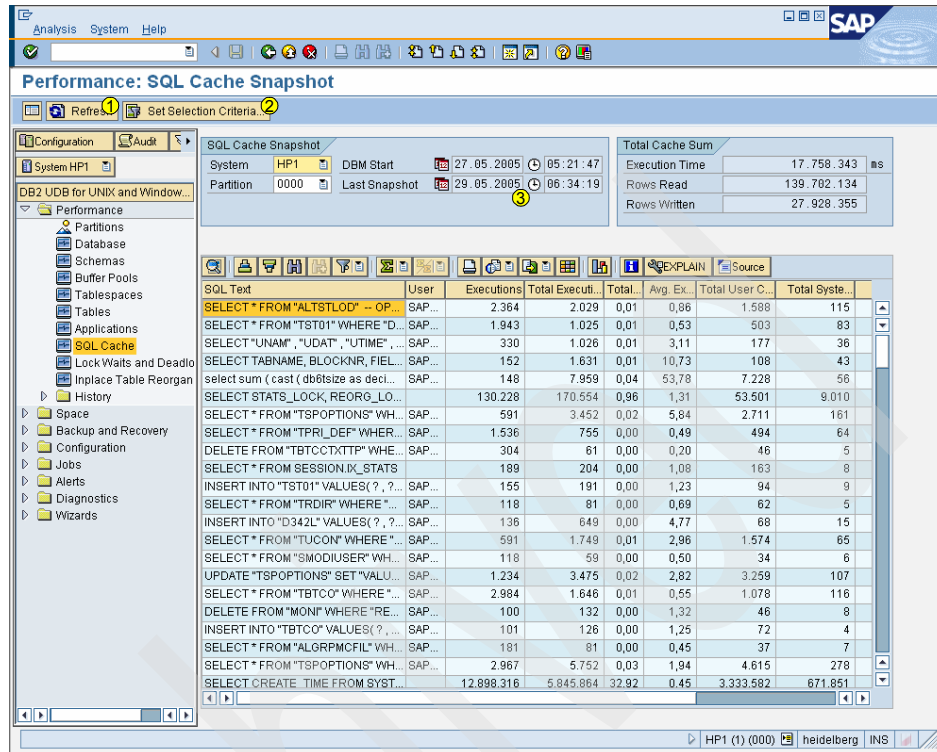 Analysis System Help
SAP
Performance: SQL Cache Snapshot
Refres... 1 Set Selection Criteria... 2
Configuration Audit
System HP1
DB2 UDB for UNIX and Window...
Performance
Partitions
Database
Schemas
Buffer Pools
Tablespaces
Tables
Applications
SQL Cache
Lock Waits and Deadlo
Inplace Table Reorgan
History
Space
Backup and Recovery
Configuration
Jobs
Alerts
Diagnostics
Wizards
SQL Cache Snapshot
System HP1 DBM Start 27.05.2005 05:21:47
Partition 0000 Last Snapshot 29.05.2005 06:34:19
3
Total Cache Sum
Execution Time 17.758.343 ms
Rows Read 139.702.134
Rows Written 27.928.355
EXPLAIN Source
SQL Text User Executions Total Executi... Total... Avg. Ex... Total User C... Total Syste...
SELECT * FROM "ALTSTLOD" -- OP... SAP... 2.364 2.029 0,01 0,86 1.588 115
SELECT * FROM "TST01" WHERE "D... SAP... 1.943 1.025 0,01 0,53 503 83
SELECT "UNAM" , "UDAT" , "UTIME" , ... SAP... 330 1.026 0,01 3,11 177 36
SELECT TABNAME, BLOCKNR, FIEL... SAP... 152 1.631 0,01 10,73 108 43
select sum ( cast ( db6tsize as deci... SAP... 148 7.959 0,04 53,78 7.228 56
SELECT STATS_LOCK, REORG_LO... 130.228 170.554 0,96 1,31 53.501 9.010
SELECT * FROM "TSPOPTIONS" WH... SAP... 591 3.452 0,02 5,84 2.711 161
SELECT * FROM "TPRI_DEF" WHER... SAP... 1.536 755 0,00 0,49 494 64
DELETE FROM "TBTCCTXTTP" WHE... SAP... 304 61 0,00 0,20 46 5
SELECT * FROM SESSION.IX_STATS 189 204 0,00 1,08 163 8
INSERT INTO "TST01" VALUES( ? , ?... SAP... 155 191 0,00 1,23 94 9
SELECT * FROM "TRDIR" WHERE "... SAP... 118 81 0,00 0,69 62 5
INSERT INTO "D342L" VALUES( ? , ?... SAP... 136 649 0,00 4,77 68 15
SELECT * FROM "TUCON" WHERE "... SAP... 591 1.749 0,01 2,96 1.574 65
SELECT * FROM "SMODIUSER" WH... SAP... 118 59 0,00 0,50 34 6
UPDATE "TSPOPTIONS" SET "VALU... SAP... 1.234 3.475 0,02 2,82 3.259 107
SELECT * FROM "TBTCO" WHERE "... SAP... 2.984 1.646 0,01 0,55 1.078 116
DELETE FROM "MONI" WHERE "RE... SAP... 100 132 0,00 1,32 46 8
INSERT INTO "TBTCO" VALUES( ? , ... SAP... 101 126 0,00 1,25 72 4
SELECT * FROM "ALGRPMCFIL" WH... SAP... 181 81 0,00 0,45 37 7
SELECT * FROM "TSPOPTIONS" WH... SAP... 2.967 5.752 0,03 1,94 4.615 278
SELECT CREATE_TIME FROM SYST... 12.898.316 5.845.864 32,92 0,45 3.333.582 671.851
HP1 (1) (000) heidelberg INS